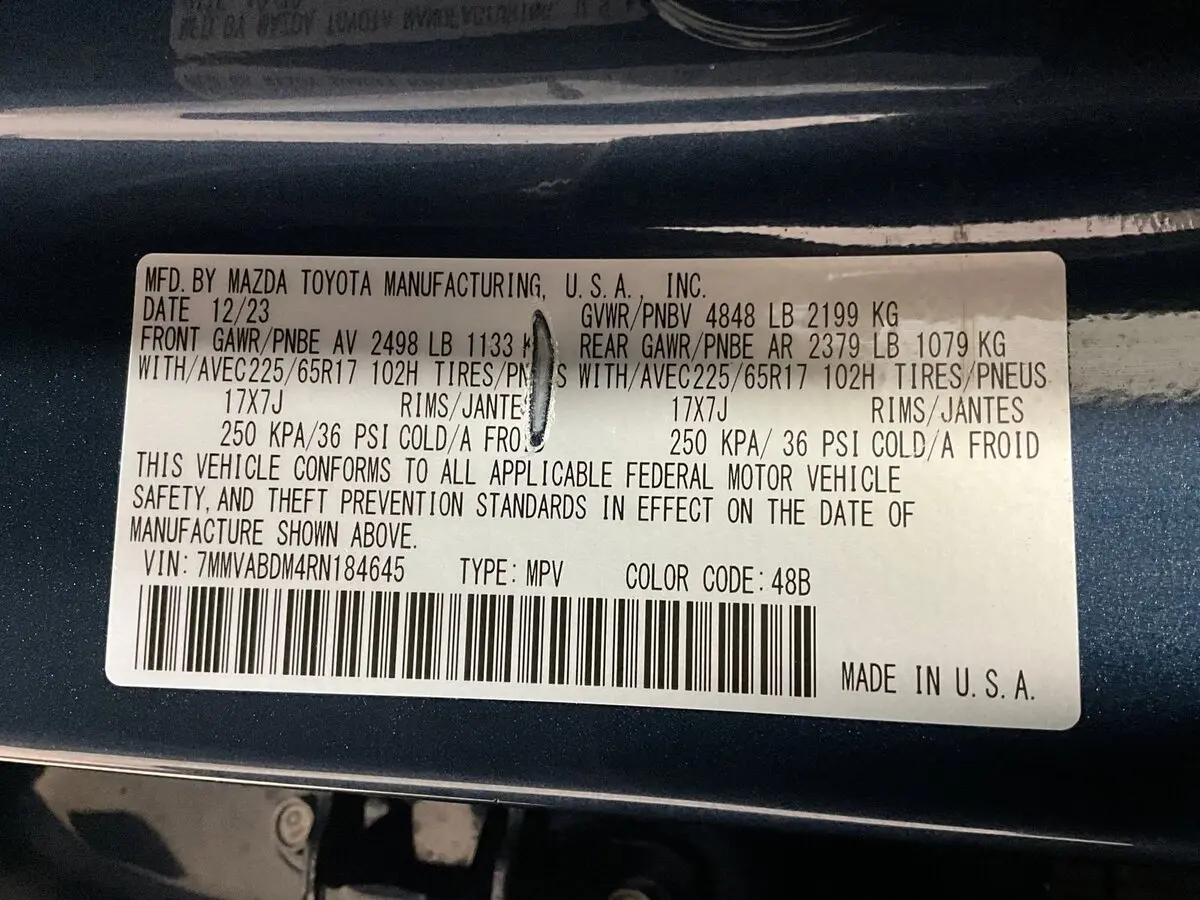 MFD. BY MAZDA TOYOTA MANUFACTURING, U.S.A., INC.
DATE 12/23 GVWR/PNBV 4848 LB 2199 KG
FRONT GAWR/PNBE AV 2498 LB 1133 REAR GAWR/PNBE AR 2379 LB 1079 KG
WITH/AVEC225/65R17 102H TIRES/ WITH/AVEC225/65R17 102H TIRES/PNEUS
17X7J RIMS/JANTE 17X7J RIMS/JANTES
250 KPA/36 PSI COLD/A 250 KPA/ 36 PSI COLD/A FROID
THIS VEHICLE CONFORMS TO ALL APPLICABLE FEDERAL MOTOR VEHICLE
SAFETY, AND THEFT PREVENTION STANDARDS IN EFFECT ON THE DATE OF
MANUFACTURE SHOWN ABOVE.
VIN: 7MMVABDM4RN184645 TYPE: MPV COLOR CODE: 48B
MADE IN U.S.A.